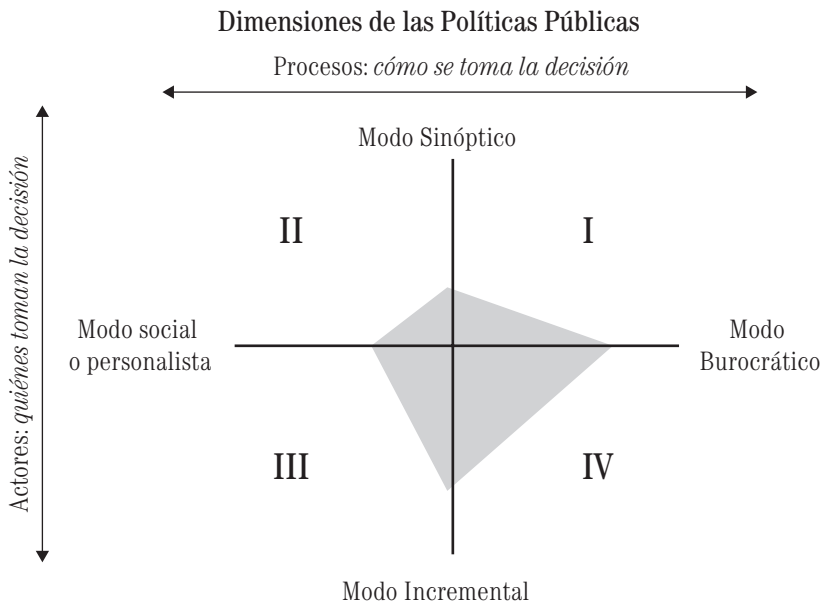 Dimensiones de las Políticas Públicas
Procesos: cómo se toma la decisión
Actores: quiénes toman la decisión
Modo Sinóptico
II
I
Modo social
o personalista
Modo
Burocrático
III
IV
Modo Incremental